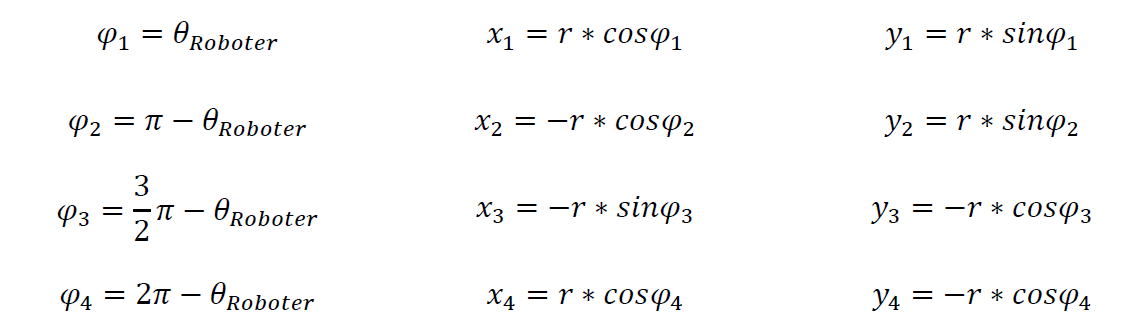 φ₁ = θ_Roboter x₁ = r * cosφ₁ y₁ = r * sinφ₁
φ₂ = π − θ_Roboter x₂ = −r * cosφ₂ y₂ = r * sinφ₂
φ₃ = 3/2 π − θ_Roboter x₃ = −r * sinφ₃ y₃ = −r * cosφ₃
φ₄ = 2π − θ_Roboter x₄ = r * cosφ₄ y₄ = −r * cosφ₄